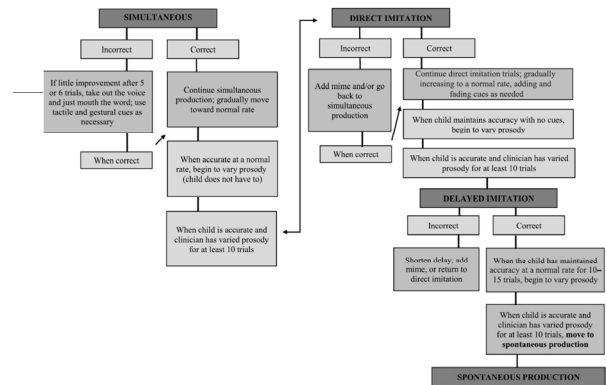 SIMULTANEOUS
Incorrect
Correct
If little improvement after 5
or 6 trials, take out the voice
and just mouth the word; use
tactile and gestural cues as
necessary
When correct
Continue simultaneous
production; gradually move
toward normal rate
When accurate at a normal
rate, begin to vary prosody
(child does not have to)
When child is accurate and
clinician has varied prosody
for at least 10 trials
DIRECT IMITATION
Incorrect
Correct
Add mime and/or go
back to
simultaneous
production
When correct
Continue direct imitation trials; gradually
increasing to a normal rate, adding and
fading cues as needed
When child maintains accuracy with no cues,
begin to vary prosody
When child is accurate and clinician has varied
prosody for at least 10 trials
DELAYED IMITATION
Incorrect
Correct
Shorten delay, add
mime, or return to
direct imitation
When the child has maintained
accuracy at a normal rate for 10–
15 trials, begin to vary prosody
When child is accurate and
clinician has varied prosody
for at least 10 trials, move to
spontaneous production
SPONTANEOUS PRODUCTION